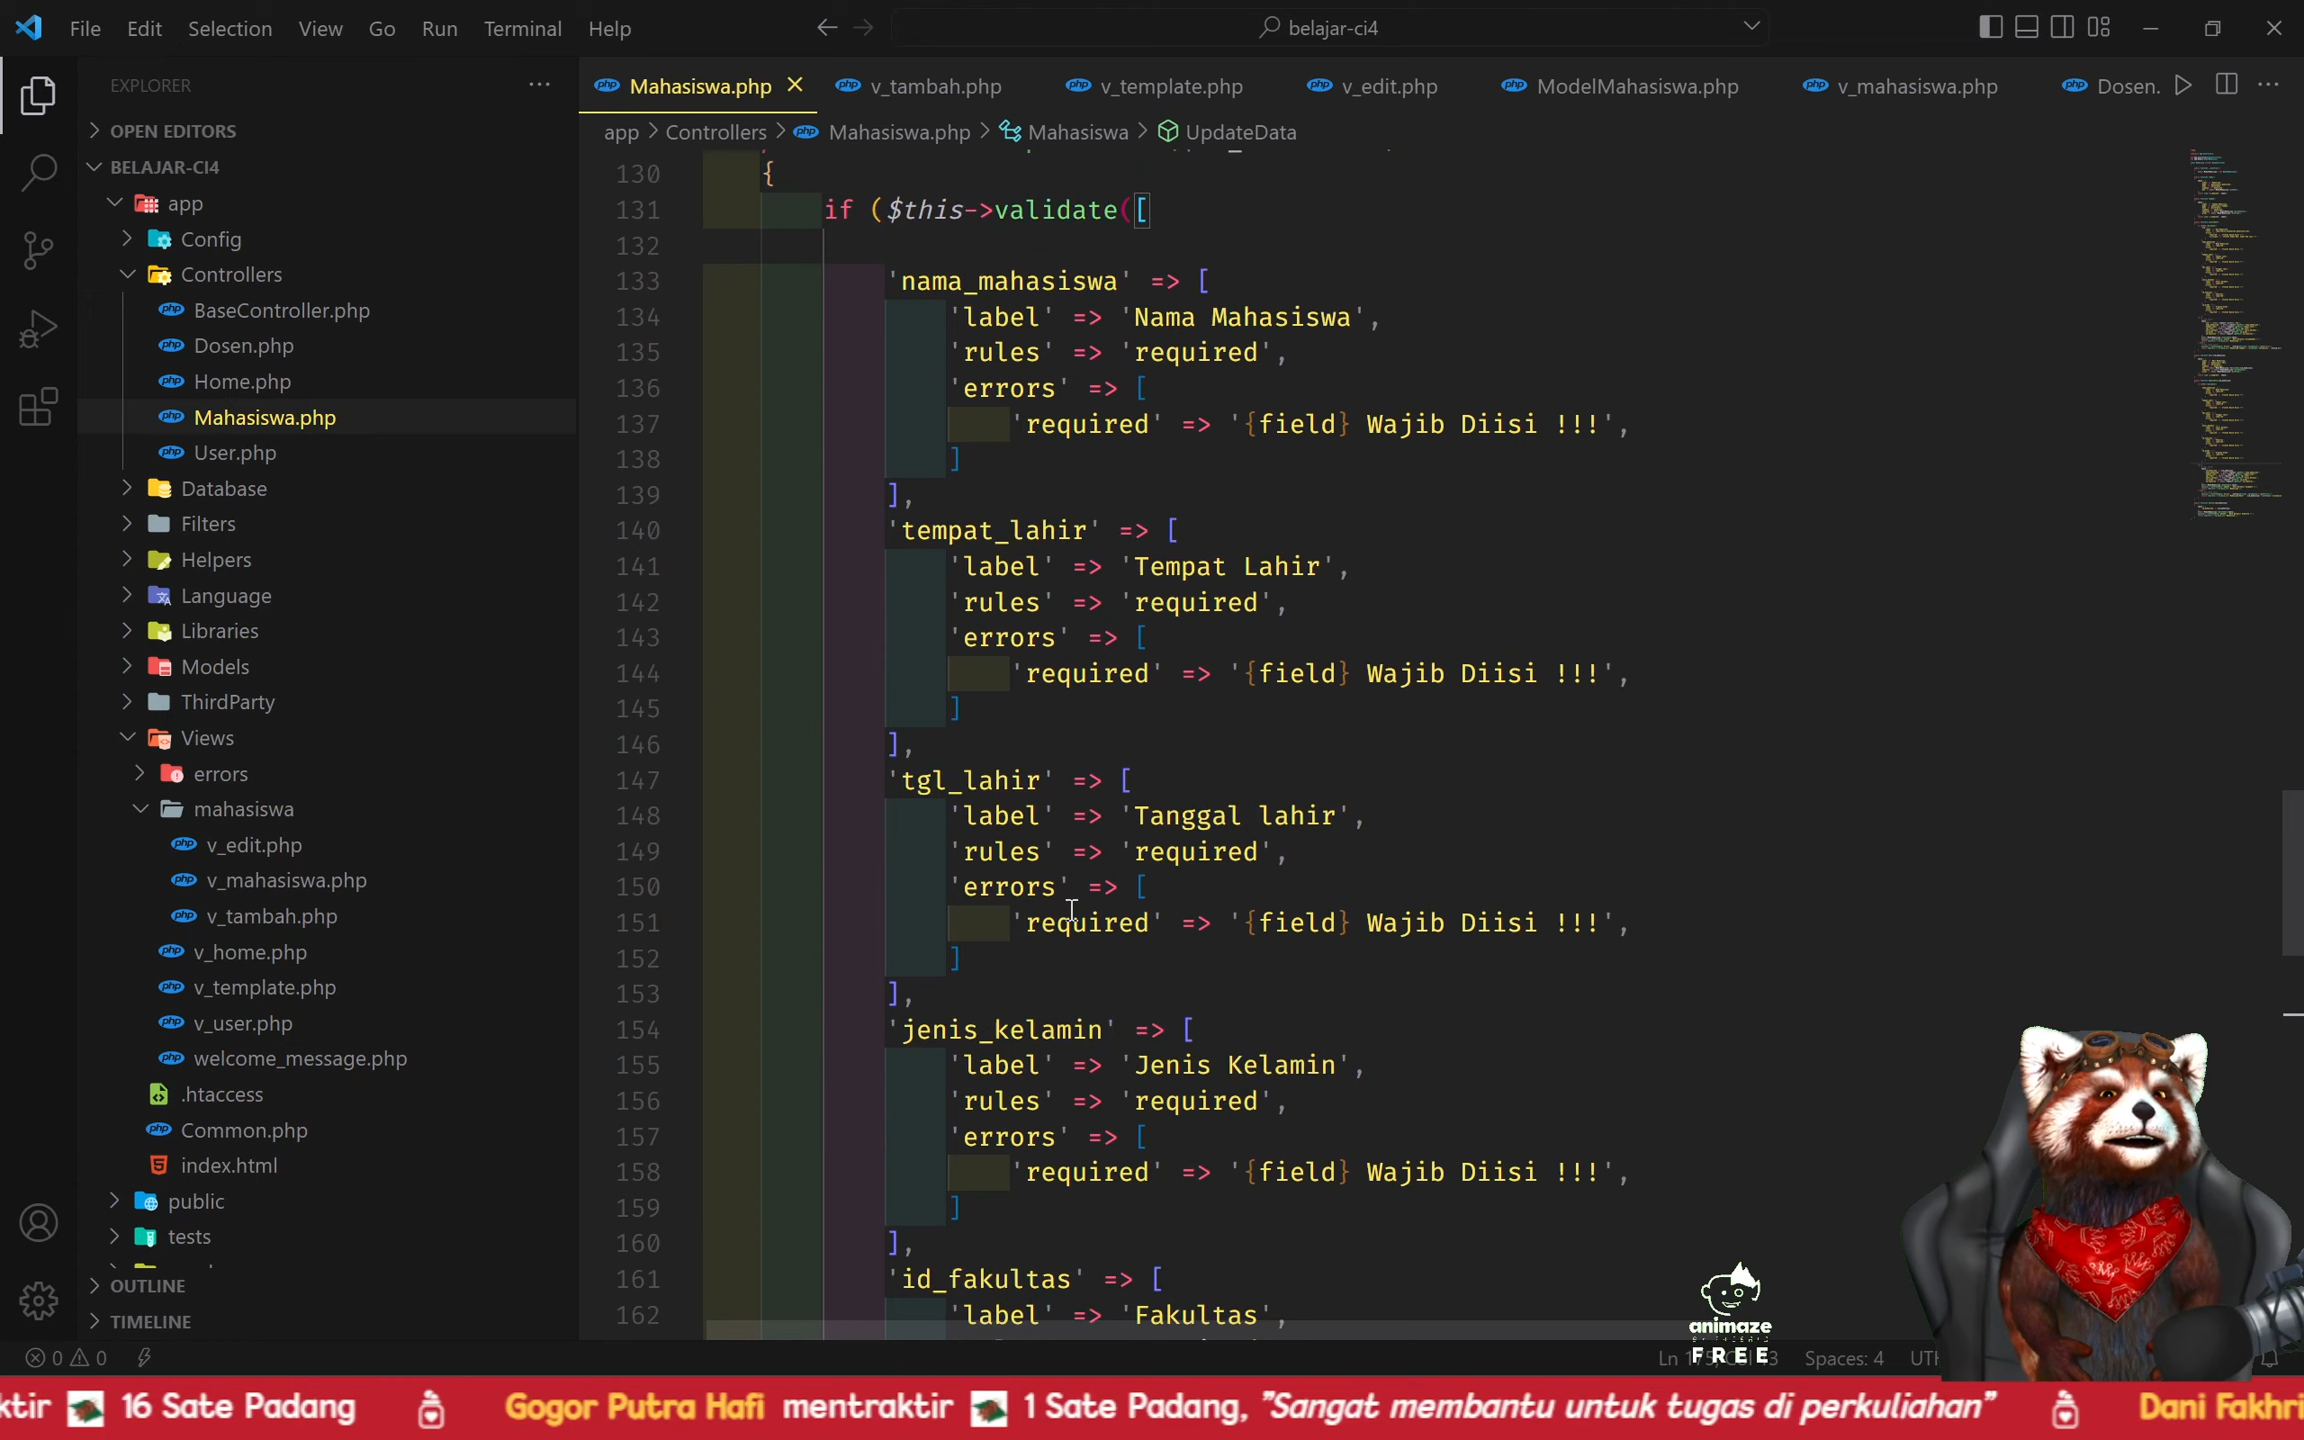 File Edit Selection View Go Run Terminal Help
belajar-ci4
EXPLORER
OPEN EDITORS
BELAJAR-CI4
app
Config
Controllers
BaseController.php
Dosen.php
Home.php
Mahasiswa.php
User.php
Database
Filters
Helpers
Language
Libraries
Models
ThirdParty
Views
errors
mahasiswa
v_edit.php
v_mahasiswa.php
v_tambah.php
v_home.php
v_template.php
v_user.php
welcome_message.php
.htaccess
Common.php
index.html
public
tests
OUTLINE
TIMELINE
Mahasiswa.php v_tambah.php v_template.php v_edit.php ModelMahasiswa.php v_mahasiswa.php Dosen.
app > Controllers > Mahasiswa.php > Mahasiswa > UpdateData
130 {
131 if ($this->validate([
132
133 'nama_mahasiswa' => [
134 'label' => 'Nama Mahasiswa',
135 'rules' => 'required',
136 'errors' => [
137 'required' => '{field} Wajib Diisi !!!',
138 ]
139 ],
140 'tempat_lahir' => [
141 'label' => 'Tempat Lahir',
142 'rules' => 'required',
143 'errors' => [
144 'required' => '{field} Wajib Diisi !!!',
145 ]
146 ],
147 'tgl_lahir' => [
148 'label' => 'Tanggal lahir',
149 'rules' => 'required',
150 'errors' => [
151 'required' => '{field} Wajib Diisi !!!',
152 ]
153 ],
154 'jenis_kelamin' => [
155 'label' => 'Jenis Kelamin',
156 'rules' => 'required',
157 'errors' => [
158 'required' => '{field} Wajib Diisi !!!',
159 ]
160 ],
161 'id_fakultas' => [
162 'label' => 'Fakultas',
animaze
FREE
0 0
Spaces: 4
ktir 16 Sate Padang Gogor Putra Hafi mentraktir 1 Sate Padang, "Sangat membantu untuk tugas di perkuliahan" Dani Fakhri